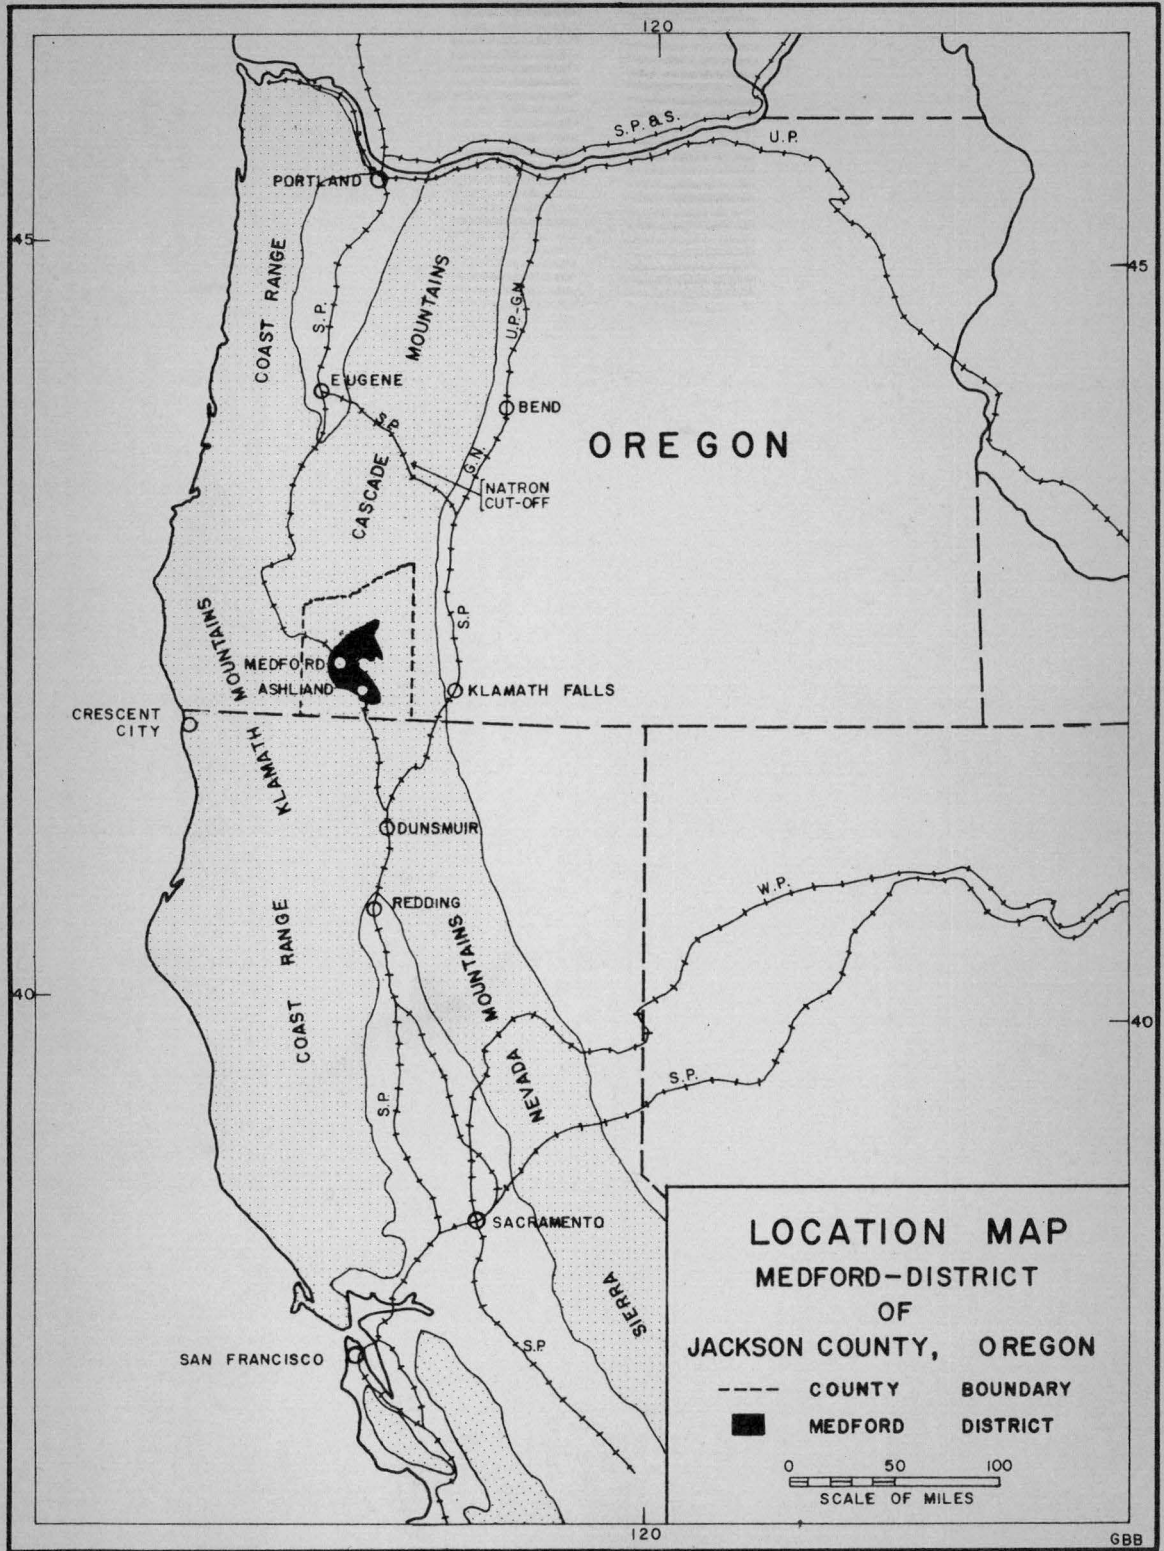 120
S.P. & S.
U.P.
PORTLAND
45
45
COAST RANGE
MOUNTAINS
S.P.
U.P.-G.N.
EUGENE
S.P.
BEND
OREGON
G.N.
CASCADE
NATRON
CUT-OFF
MOUNTAINS
S.P.
MEDFORD
ASHLAND
KLAMATH FALLS
CRESCENT
CITY
KLAMATH
DUNSMUIR
W.P.
REDDING
COAST RANGE
MOUNTAINS
40
40
NEVADA
S.P.
S.P.
SACRAMENTO
SIERRA
S.P.
SAN FRANCISCO
LOCATION MAP
MEDFORD-DISTRICT
OF
JACKSON COUNTY, OREGON
COUNTY BOUNDARY
MEDFORD DISTRICT
0 50 100
SCALE OF MILES
120
GBB